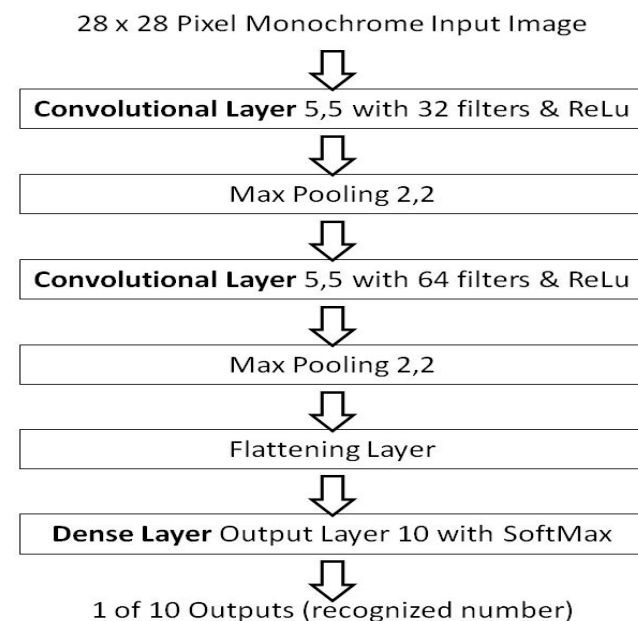 28 x 28 Pixel Monochrome Input Image
Convolutional Layer 5,5 with 32 filters & ReLu
Max Pooling 2,2
Convolutional Layer 5,5 with 64 filters & ReLu
Max Pooling 2,2
Flattening Layer
Dense Layer Output Layer 10 with SoftMax
1 of 10 Outputs (recognized number)